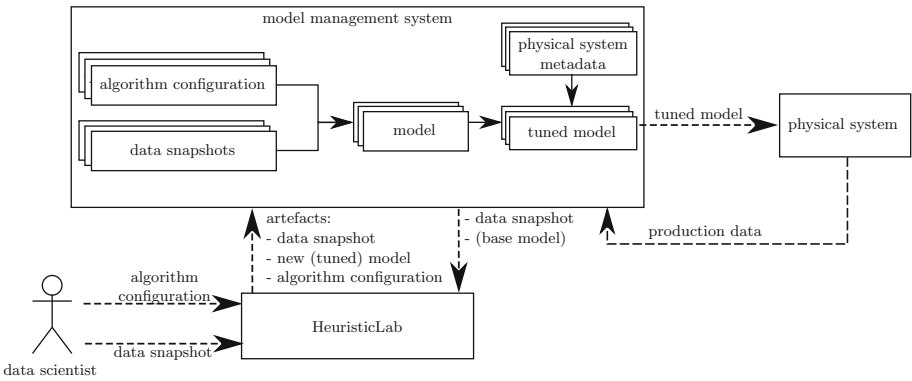 model management system
physical system
metadata
algorithm configuration
data snapshots
model
tuned model
tuned model
physical system
artefacts:
- data snapshot
- new (tuned) model
- algorithm configuration
- data snapshot
- (base model)
production data
algorithm
configuration
data snapshot
HeuristicLab
data scientist